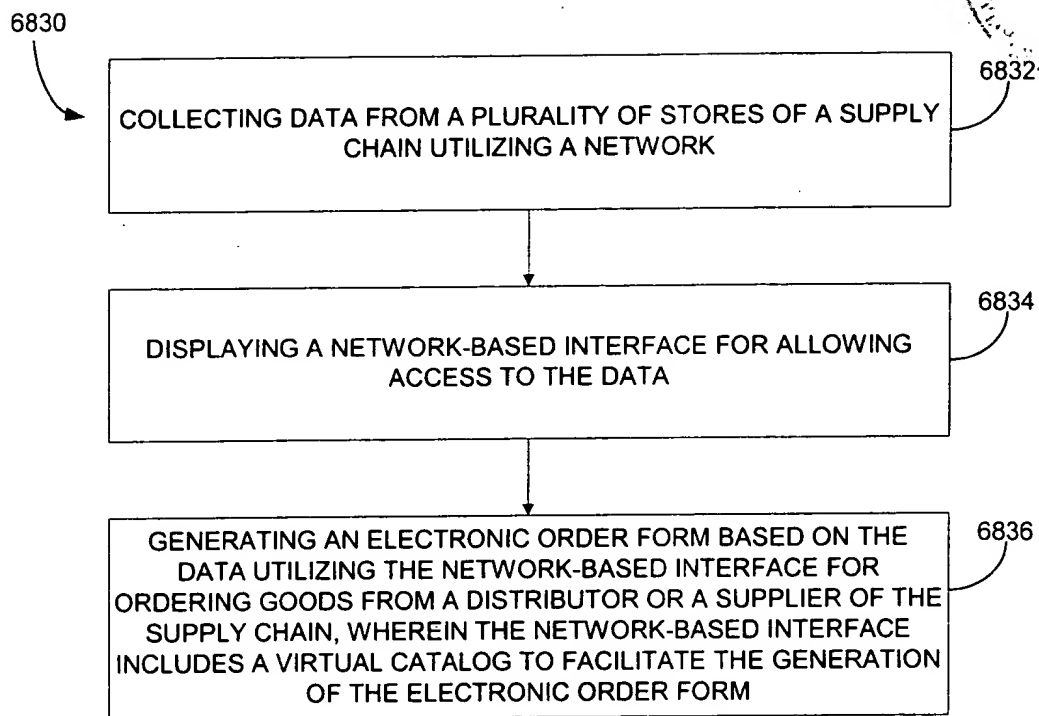 6830
6832
COLLECTING DATA FROM A PLURALITY OF STORES OF A SUPPLY
CHAIN UTILIZING A NETWORK
6834
DISPLAYING A NETWORK-BASED INTERFACE FOR ALLOWING
ACCESS TO THE DATA
6836
GENERATING AN ELECTRONIC ORDER FORM BASED ON THE
DATA UTILIZING THE NETWORK-BASED INTERFACE FOR
ORDERING GOODS FROM A DISTRIBUTOR OR A SUPPLIER OF THE
SUPPLY CHAIN, WHEREIN THE NETWORK-BASED INTERFACE
INCLUDES A VIRTUAL CATALOG TO FACILITATE THE GENERATION
OF THE ELECTRONIC ORDER FORM